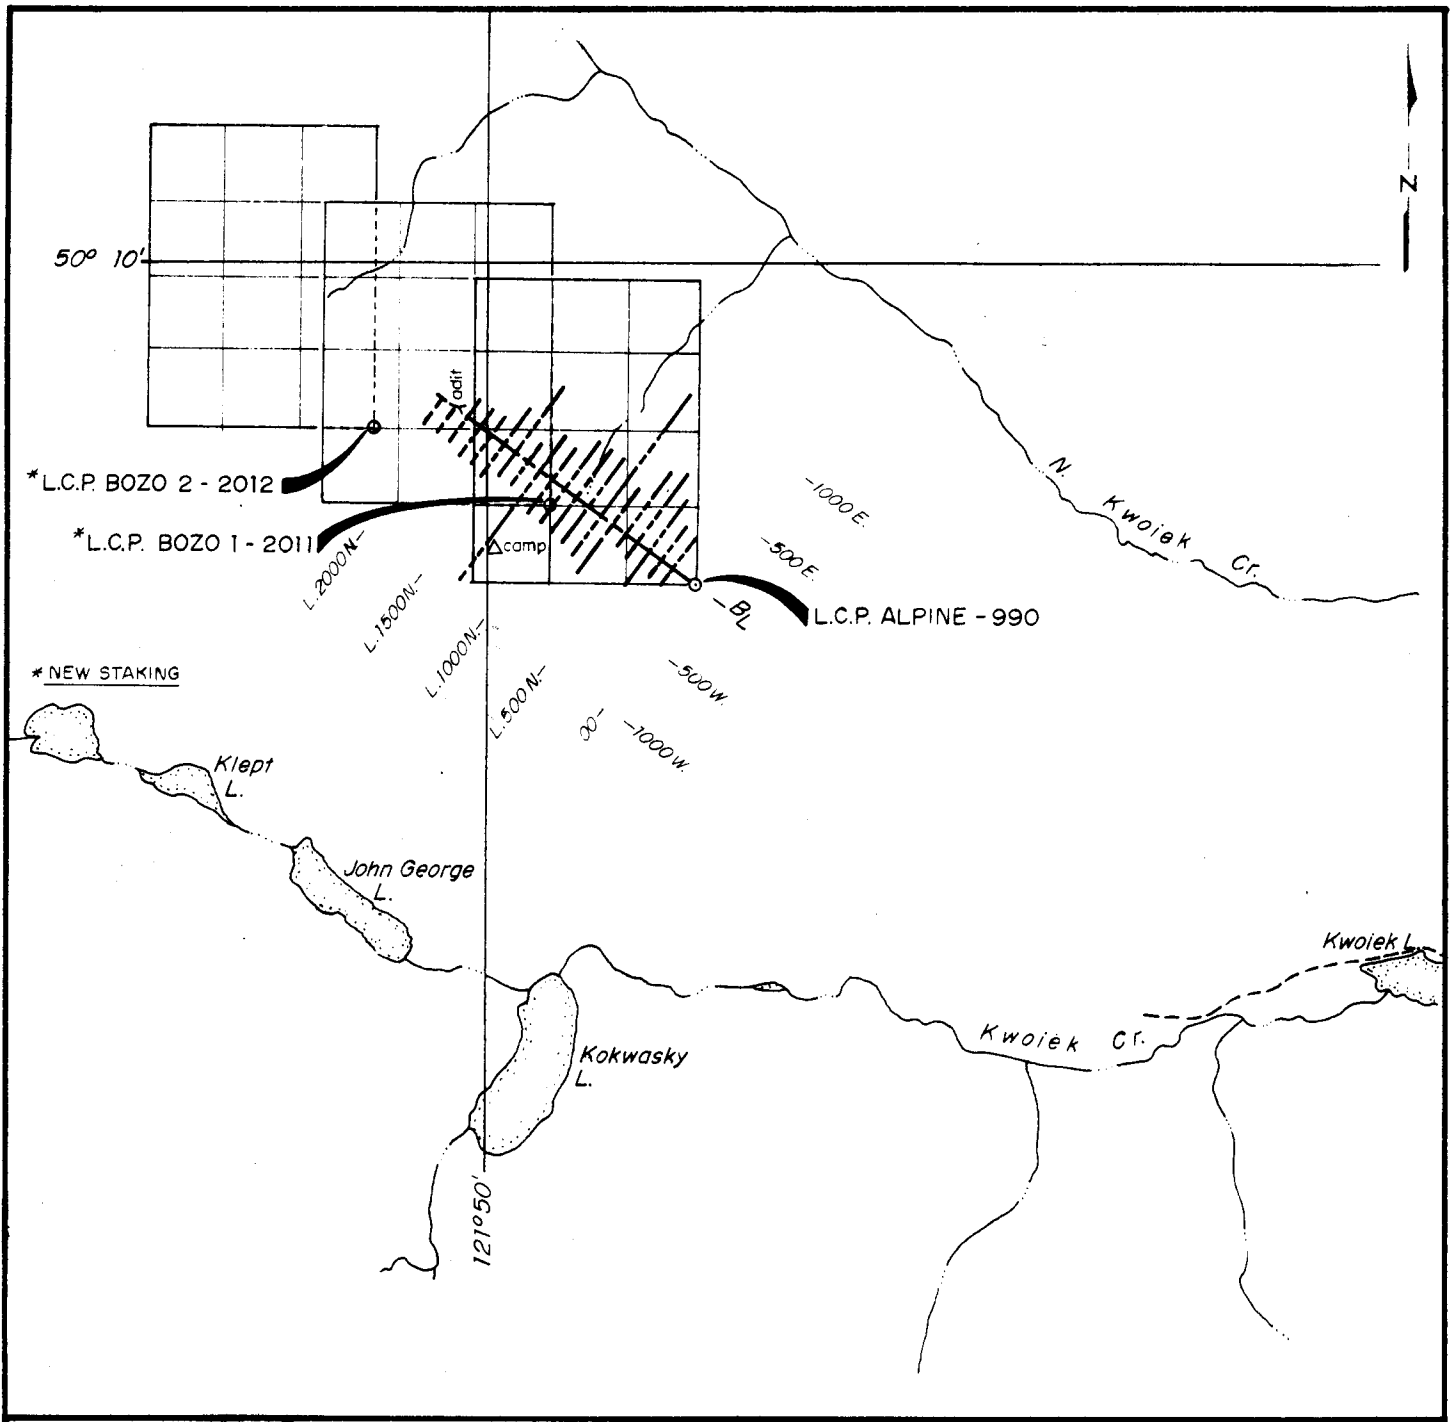 N
50° 10'
adit
*L.C.P. BOZO 2 - 2012
*L.C.P. BOZO 1 - 2011
camp
-1000E.
-500E.
N. Kwoiek Cr.
L.2000N-
L.1500N-
L.1000N-
L.500N-
00-
-BL
L.C.P. ALPINE - 990
-500W.
-1000W.
* NEW STAKING
Klept
L.
John George
L.
Kwoiek L.
Kwoiek Cr.
Kokwasky
L.
121°50'